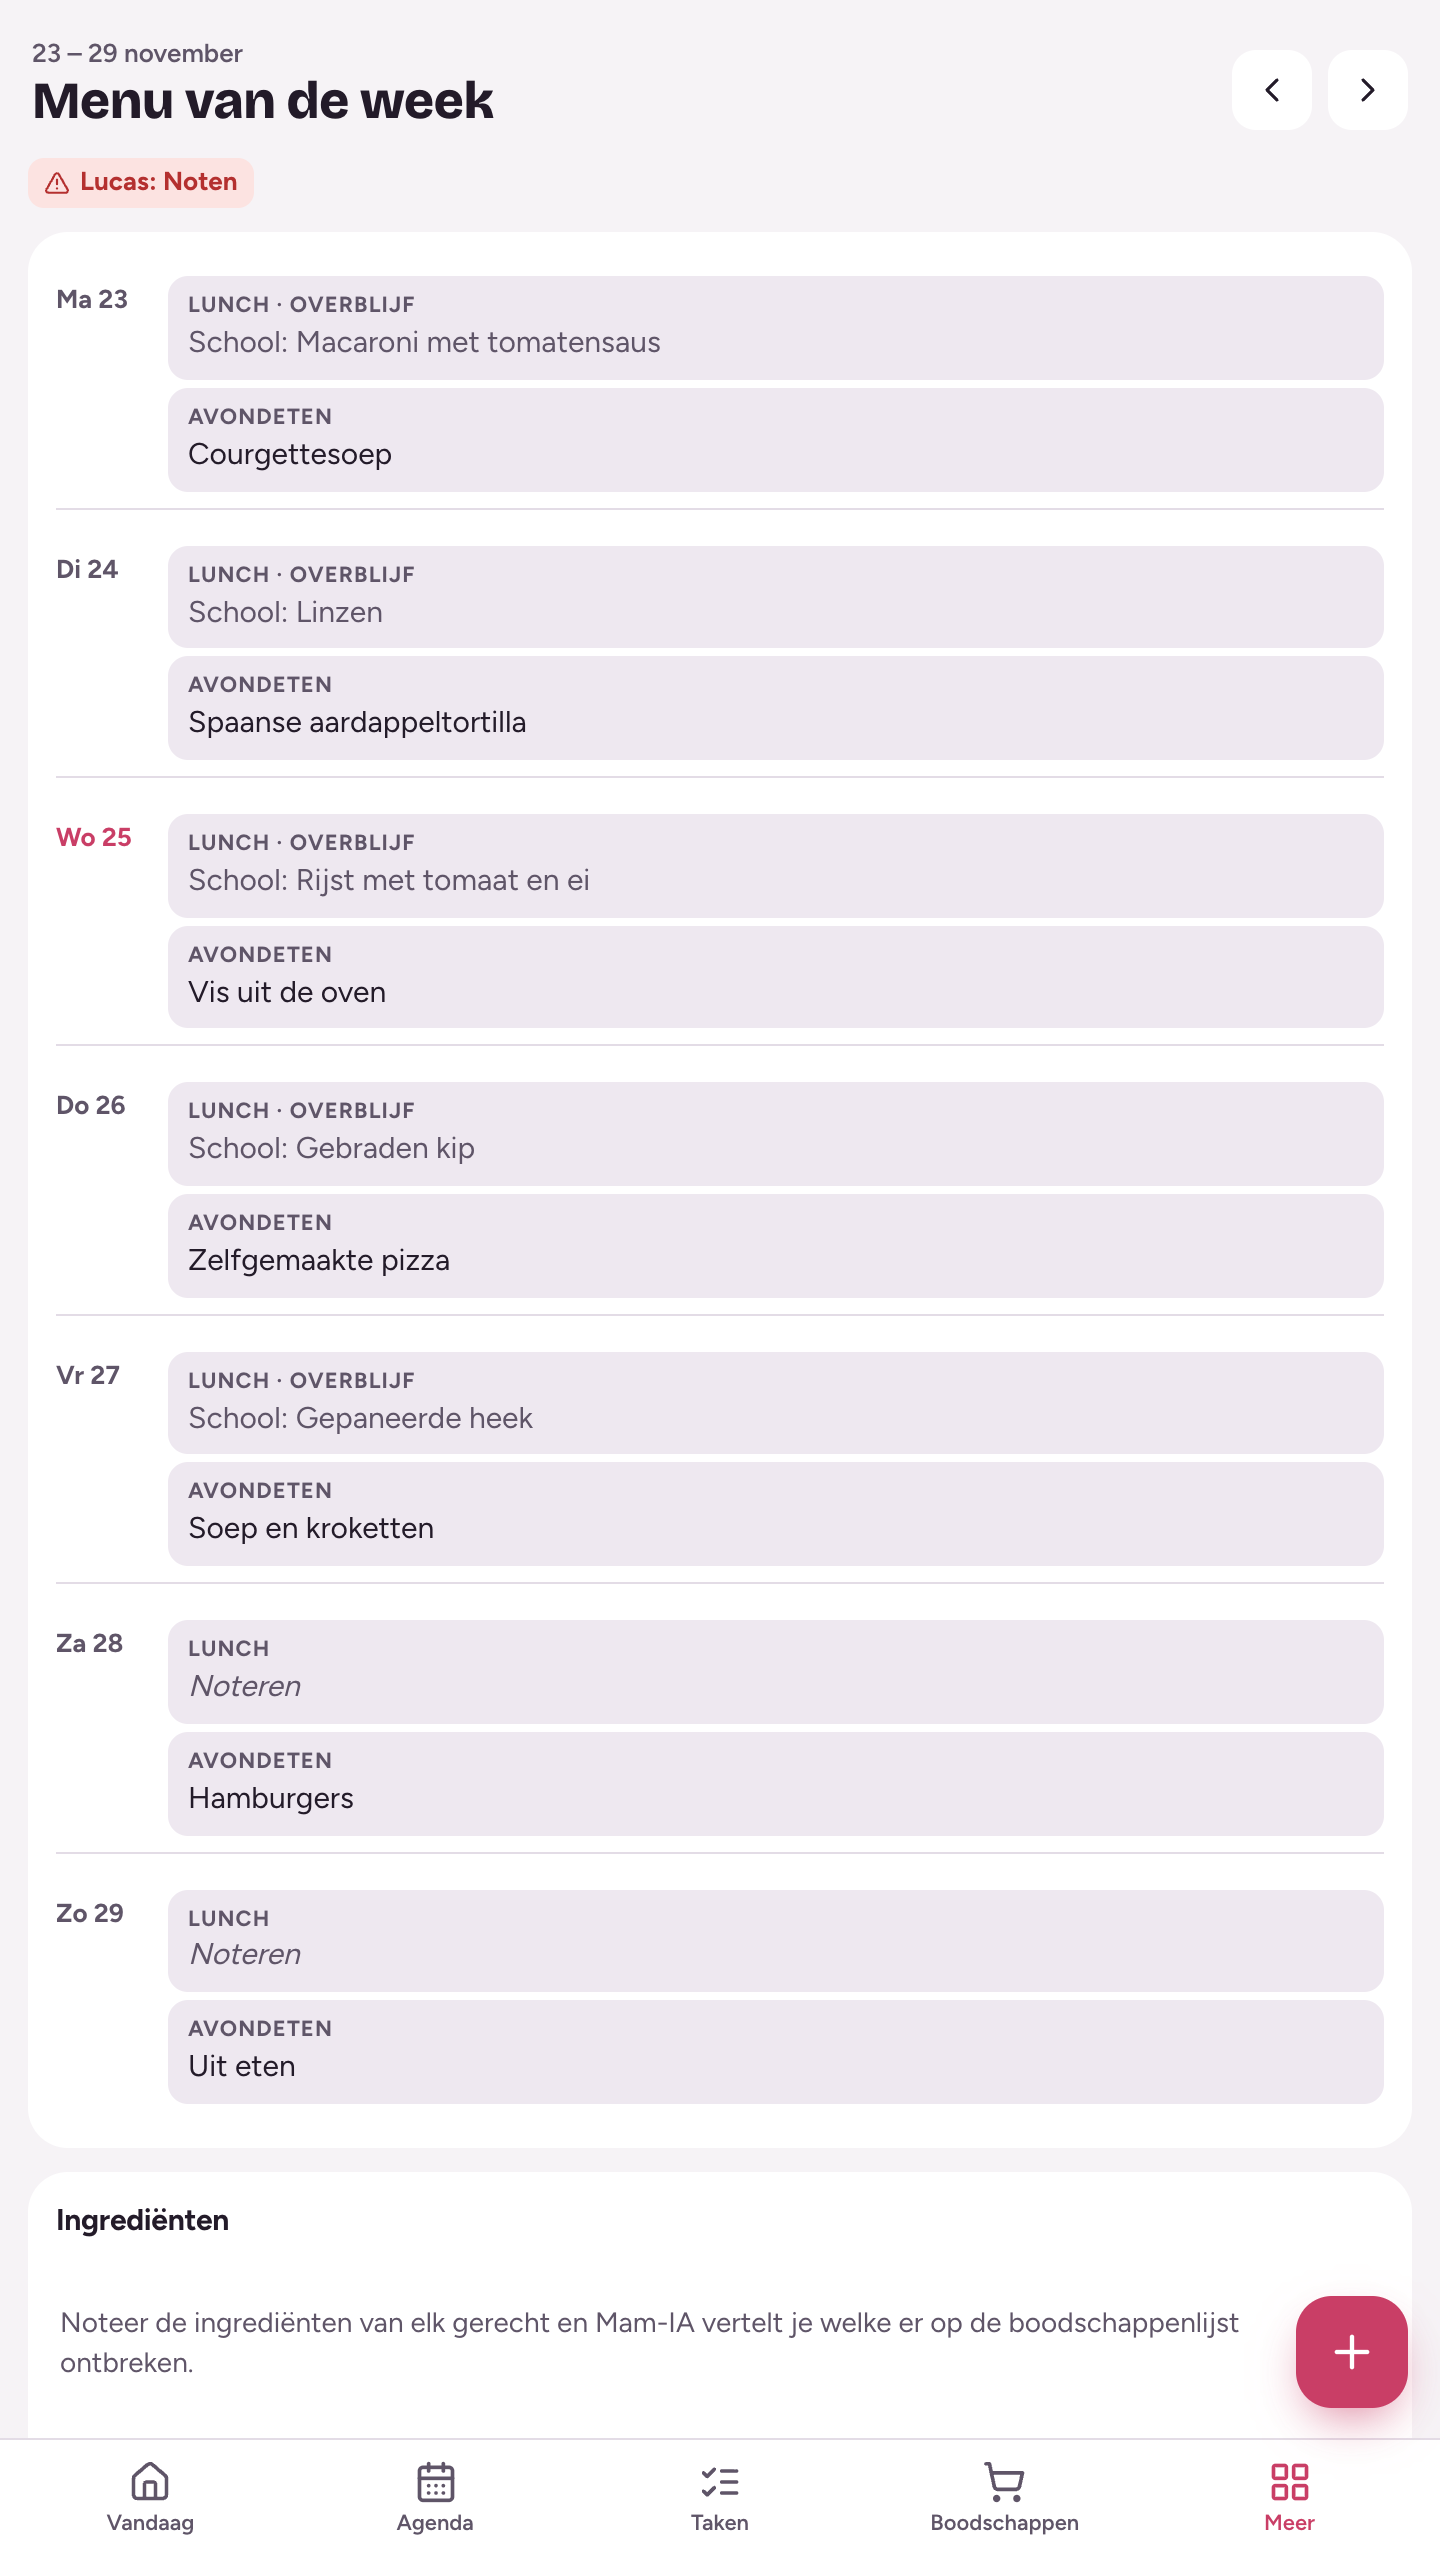 23 – 29 november
Menu van de week
Lucas: Noten
Ma 23
LUNCH · OVERBLIJF
School: Macaroni met tomatensaus
AVONDETEN
Courgettesoep
Di 24
LUNCH · OVERBLIJF
School: Linzen
AVONDETEN
Spaanse aardappeltortilla
Wo 25
LUNCH · OVERBLIJF
School: Rijst met tomaat en ei
AVONDETEN
Vis uit de oven
Do 26
LUNCH · OVERBLIJF
School: Gebraden kip
AVONDETEN
Zelfgemaakte pizza
Vr 27
LUNCH · OVERBLIJF
School: Gepaneerde heek
AVONDETEN
Soep en kroketten
Za 28
LUNCH
Noteren
AVONDETEN
Hamburgers
Zo 29
LUNCH
Noteren
AVONDETEN
Uit eten
Ingrediënten
Noteer de ingrediënten van elk gerecht en Mam-IA vertelt je welke er op de boodschappenlijst
ontbreken.
Vandaag
Agenda
Taken
Boodschappen
Meer